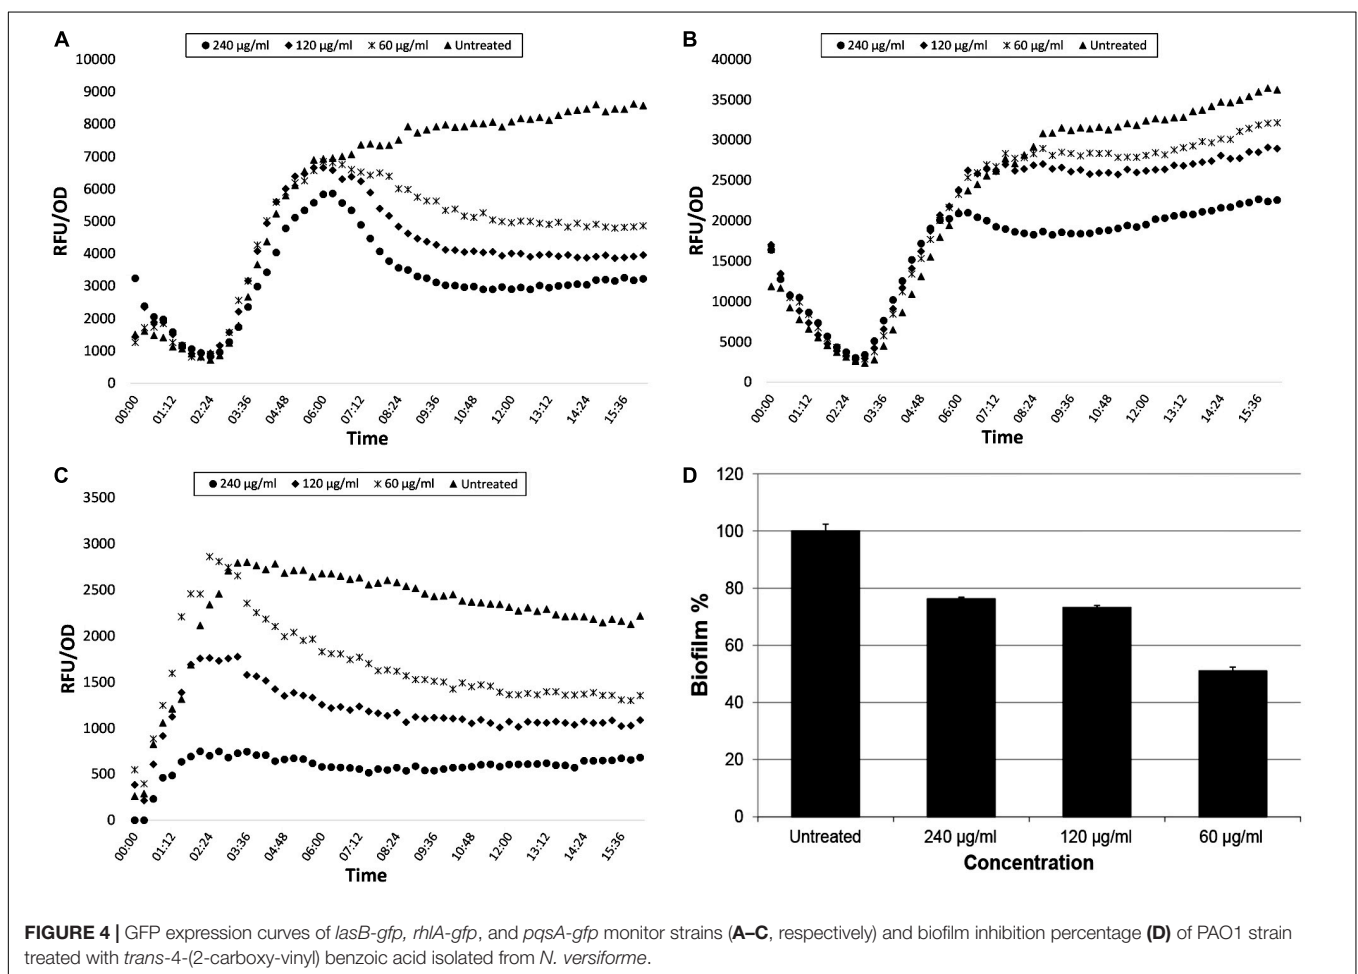 A
● 240 µg/ml ♦ 120 µg/ml ✳ 60 µg/ml ▲ Untreated
10000
9000
8000
7000
6000
5000
4000
3000
2000
1000
0
RFU/OD
00:00 01:12 02:24 03:36 04:48 06:00 07:12 08:24 09:36 10:48 12:00 13:12 14:24 15:36
Time
B
● 240 µg/ml ♦ 120 µg/ml ✳ 60 µg/ml ▲ Untreated
40000
35000
30000
25000
20000
15000
10000
5000
0
RFU/OD
00:00 01:12 02:24 03:36 04:48 06:00 07:12 08:24 09:36 10:48 12:00 13:12 14:24 15:36
Time
C
● 240 µg/ml ♦ 120 µg/ml ✳ 60 µg/ml ▲ Untreated
3500
3000
2500
2000
1500
1000
500
0
RFU/OD
00:00 01:12 02:24 03:36 04:48 06:00 07:12 08:24 09:36 10:48 12:00 13:12 14:24 15:36
Time
D
120
100
80
60
40
20
0
Biofilm %
Untreated 240 µg/ml 120 µg/ml 60 µg/ml
Concentration
FIGURE 4 | GFP expression curves of lasB-gfp, rhlA-gfp, and pqsA-gfp monitor strains (A–C, respectively) and biofilm inhibition percentage (D) of PAO1 strain
treated with trans-4-(2-carboxy-vinyl) benzoic acid isolated from N. versiforme.